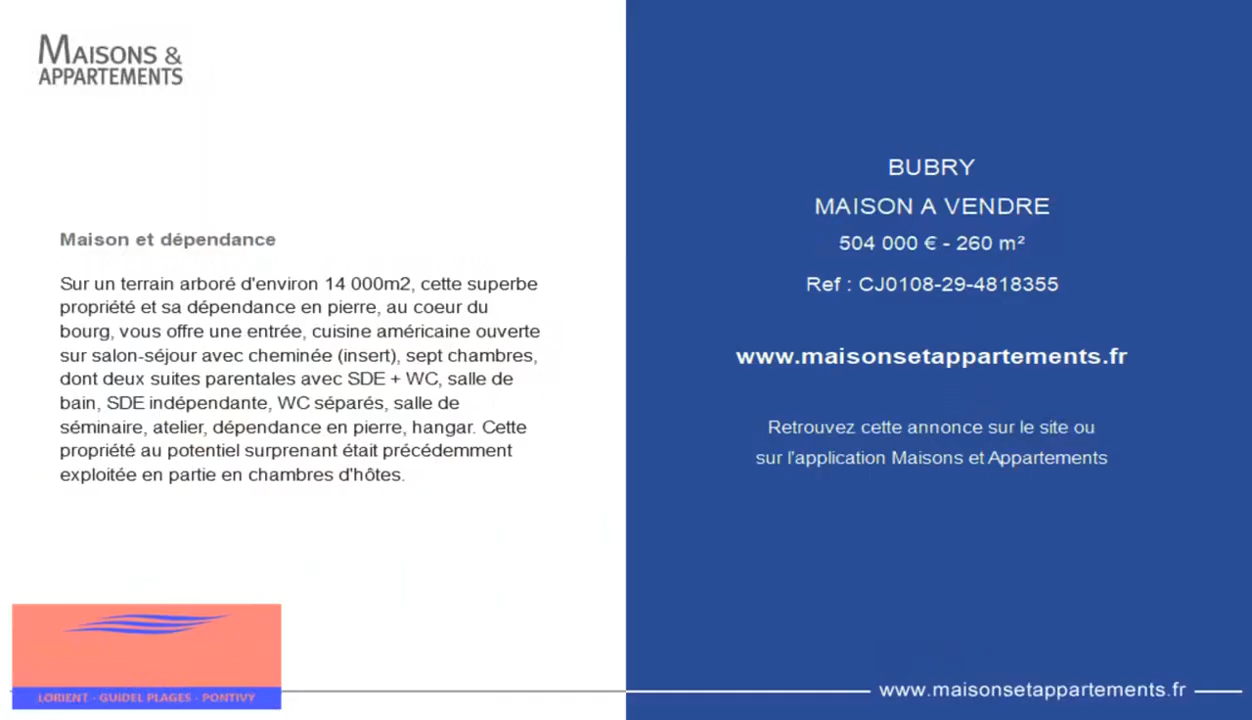 MAISONS &
APPARTEMENTS
Maison et dépendance
Sur un terrain arboré d'environ 14 000m2, cette superbe
propriété et sa dépendance en pierre, au coeur du
bourg, vous offre une entrée, cuisine américaine ouverte
sur salon-séjour avec cheminée (insert), sept chambres,
dont deux suites parentales avec SDE + WC, salle de
bain, SDE indépendante, WC séparés, salle de
séminaire, atelier, dépendance en pierre, hangar. Cette
propriété au potentiel surprenant était précédemment
exploitée en partie en chambres d'hôtes.
LORIENT - GUIDEL PLAGES - PONTIVY
BUBRY
MAISON A VENDRE
504 000 € - 260 m²
Ref : CJ0108-29-4818355
www.maisonsetappartements.fr
Retrouvez cette annonce sur le site ou
sur l'application Maisons et Appartements
www.maisonsetappartements.fr